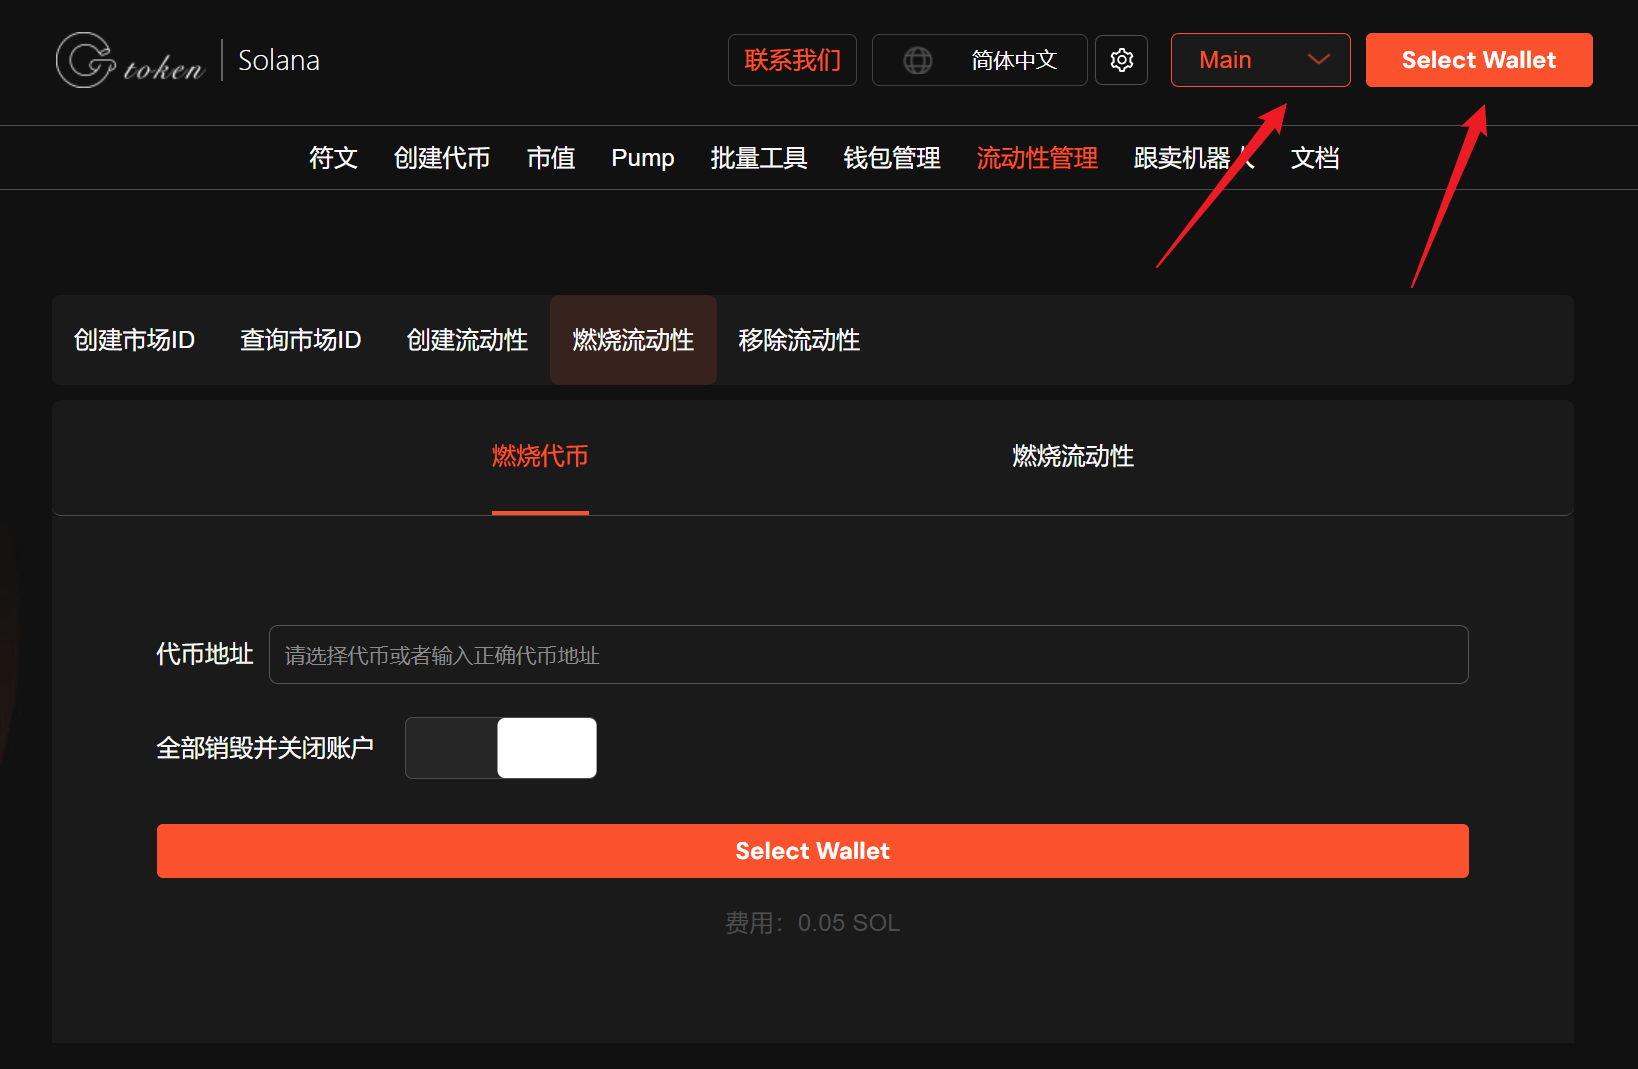 Gtoken | Solana 联系我们 简体中文 Main Select Wallet
符文 创建代币 市值 Pump 批量工具 钱包管理 流动性管理 跟卖机器人 文档
创建市场ID 查询市场ID 创建流动性 燃烧流动性 移除流动性
燃烧代币 燃烧流动性
代币地址 请选择代币或者输入正确代币地址
全部销毁并关闭账户
Select Wallet
费用：0.05 SOL